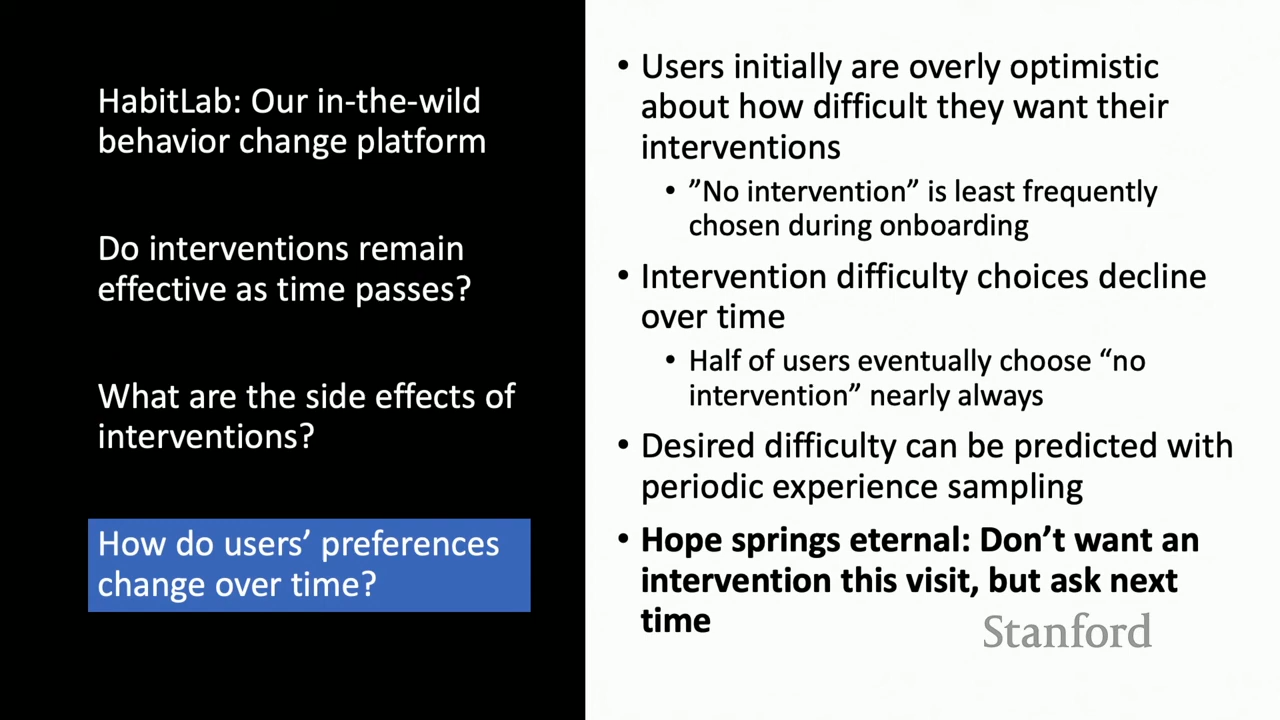 HabitLab: Our in-the-wild
behavior change platform
Do interventions remain
effective as time passes?
What are the side effects of
interventions?
How do users’ preferences
change over time?
• Users initially are overly optimistic
about how difficult they want their
interventions
• ”No intervention” is least frequently
chosen during onboarding
• Intervention difficulty choices decline
over time
• Half of users eventually choose “no
intervention” nearly always
• Desired difficulty can be predicted with
periodic experience sampling
• Hope springs eternal: Don’t want an
intervention this visit, but ask next
time
Stanford